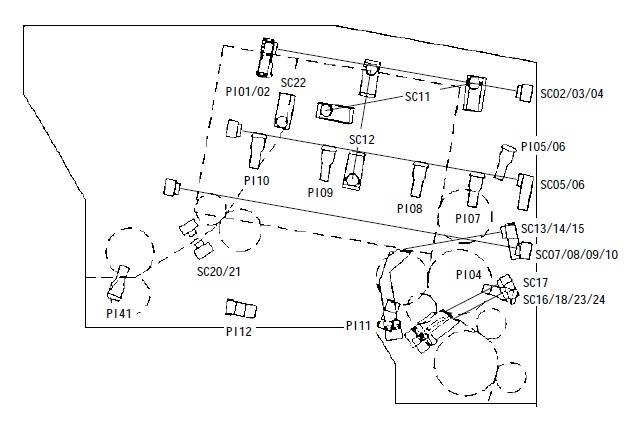 SC22
PI01/02
SC11
SC02/03/04
SC12
PI05/06
PI10
PI09
PI08
SC05/06
PI07
SC13/14/15
SC07/08/09/10
SC20/21
PI04
SC17
SC16/18/23/24
PI41
PI12
PI11